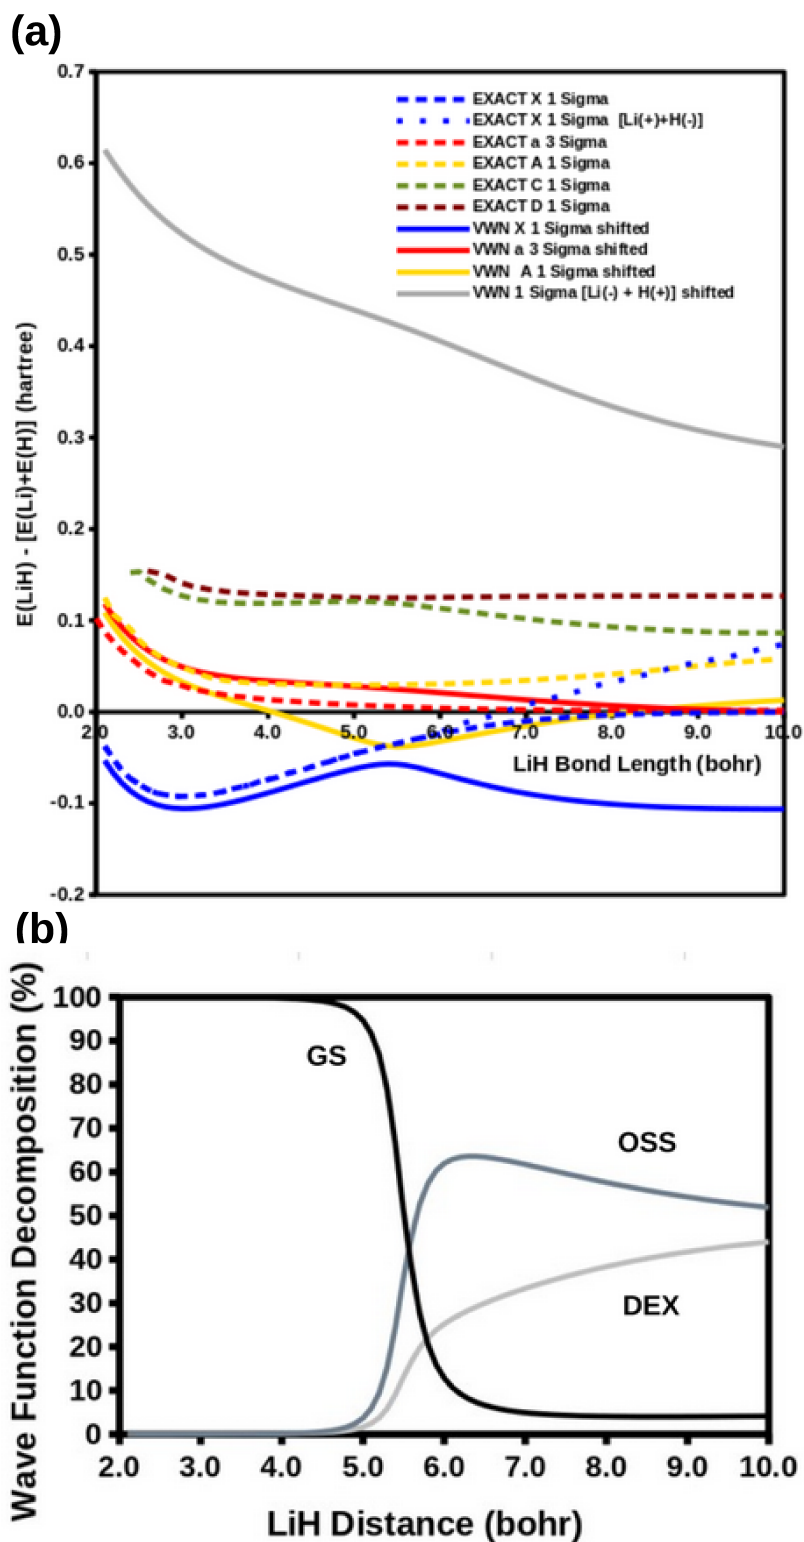 (a)
0.7
0.6
0.5
0.4
0.3
0.2
0.1
0.0
-0.1
-0.2
E(LiH) - [E(Li)+E(H)] (hartree)
EXACT X 1 Sigma
EXACT X 1 Sigma [Li(+)+H(-)]
EXACT a 3 Sigma
EXACT A 1 Sigma
EXACT C 1 Sigma
EXACT D 1 Sigma
VWN X 1 Sigma shifted
VWN a 3 Sigma shifted
VWN A 1 Sigma shifted
VWN 1 Sigma [Li(-) + H(+)] shifted
2.0 3.0 4.0 5.0 6.0 7.0 8.0 9.0 10.0
LiH Bond Length (bohr)
(b)
Wave Function Decomposition (%)
100
90
80
70
60
50
40
30
20
10
0
GS
OSS
DEX
2.0 3.0 4.0 5.0 6.0 7.0 8.0 9.0 10.0
LiH Distance (bohr)